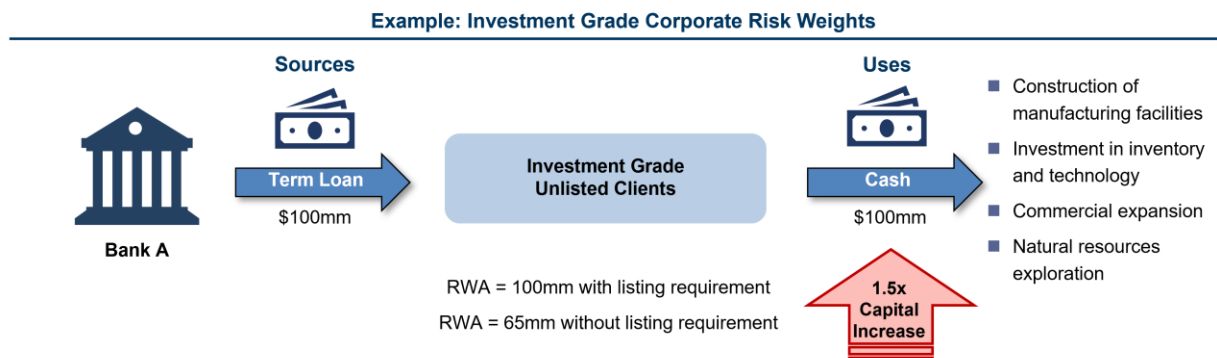 Example: Investment Grade Corporate Risk Weights
Sources
Term Loan
$100mm
Bank A
Investment Grade
Unlisted Clients
RWA = 100mm with listing requirement
RWA = 65mm without listing requirement
Uses
Cash
$100mm
1.5x
Capital
Increase
Construction of
manufacturing facilities
Investment in inventory
and technology
Commercial expansion
Natural resources
exploration